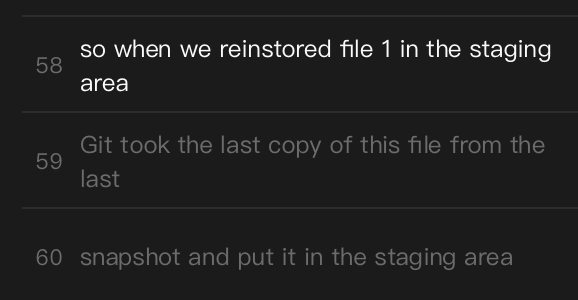 58
so when we reinstored file 1 in the staging
area
59
Git took the last copy of this file from the
last
60
snapshot and put it in the staging area